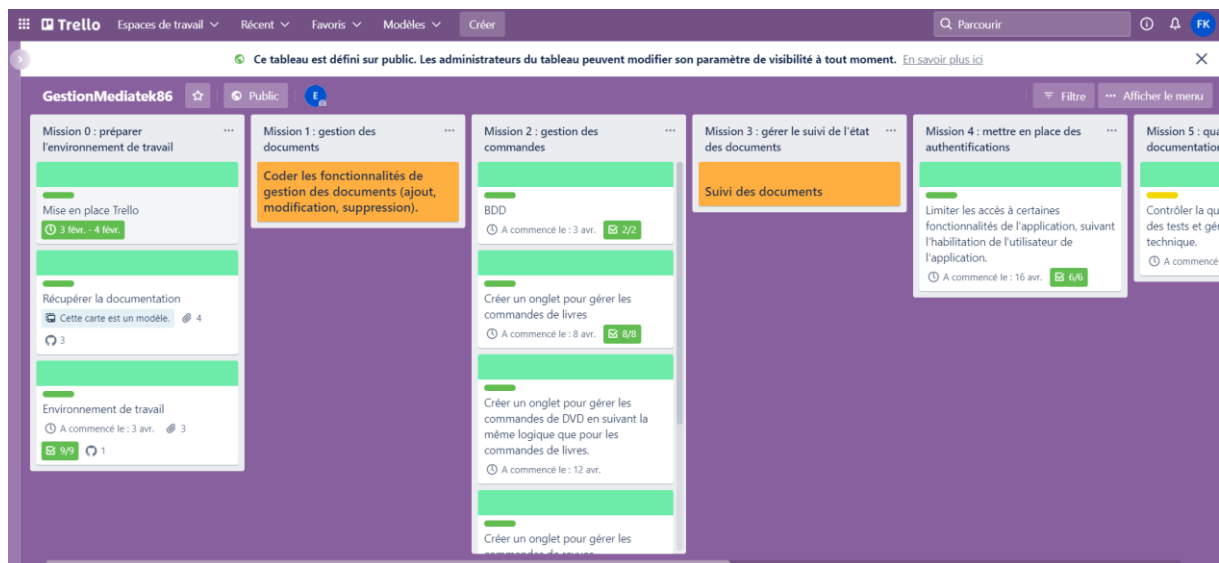 Trello
Espaces de travail
Récent
Favoris
Modèles
Créer
Parcourir
FK
Ce tableau est défini sur public. Les administrateurs du tableau peuvent modifier son paramètre de visibilité à tout moment. En savoir plus ici
GestionMediatek86
Public
E
Filtre
Afficher le menu
Mission 0 : préparer
l'environnement de travail
Mise en place Trello
3 févr. - 4 févr.
Récupérer la documentation
Cette carte est un modèle.
4
3
Environnement de travail
A commencé le : 3 avr.
3
9/9
1
Mission 1 : gestion des
documents
Coder les fonctionnalités de
gestion des documents (ajout,
modification, suppression).
Mission 2 : gestion des
commandes
BDD
A commencé le : 3 avr.
2/2
Créer un onglet pour gérer les
commandes de livres
A commencé le : 8 avr.
8/8
Créer un onglet pour gérer les
commandes de DVD en suivant la
même logique que pour les
commandes de livres.
A commencé le : 12 avr.
Créer un onglet pour gérer les
commandes de revues
Mission 3 : gérer le suivi de l'état
des documents
Suivi des documents
Mission 4 : mettre en place des
authentifications
Limiter les accès à certaines
fonctionnalités de l'application, suivant
l'habilitation de l'utilisateur de
l'application.
A commencé le : 16 avr.
6/6
Mission 5 : qua
documentation
Contrôler la qu
des tests et gé
technique.
A commencé